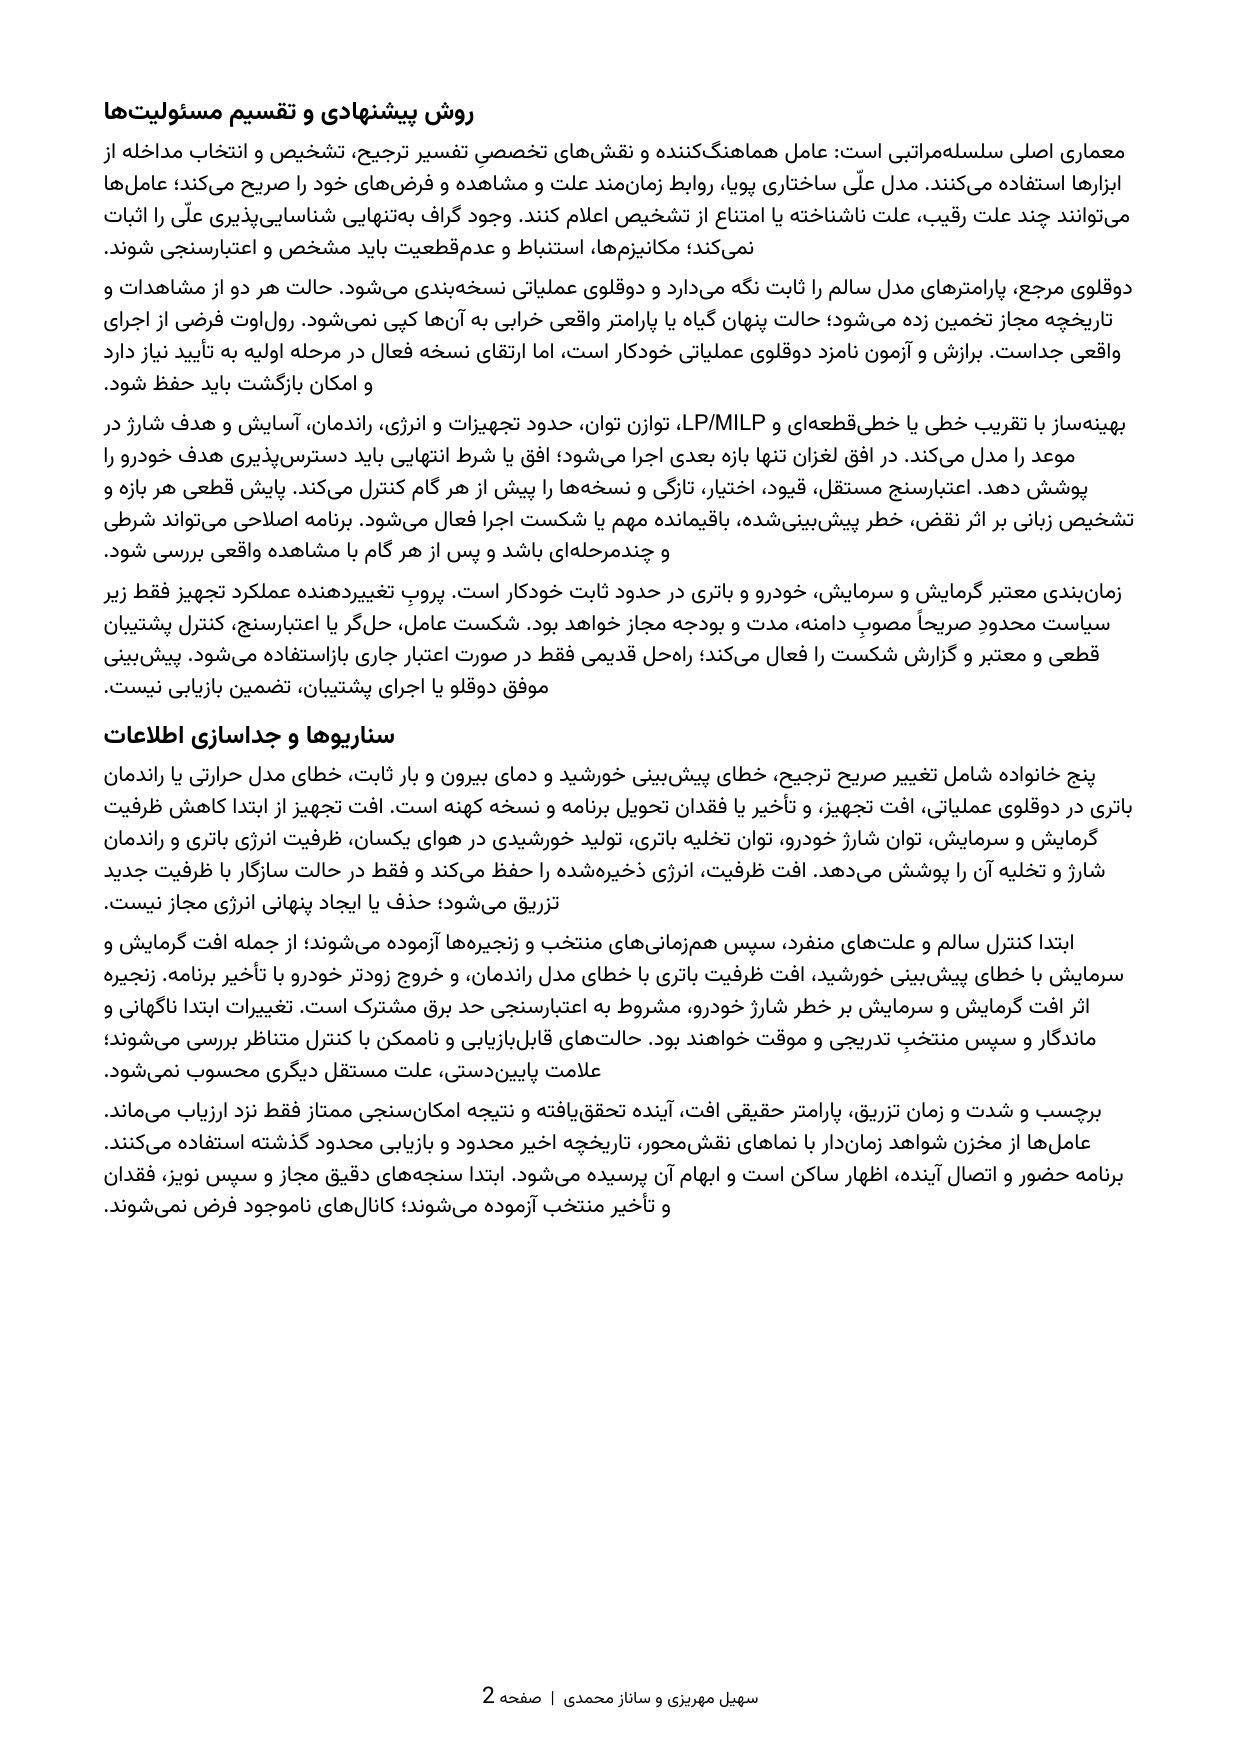 روش پیشنهادی و تقسیم مسئولیت‌ها
معماری اصلی سلسله‌مراتبی است: عامل هماهنگ‌کننده و نقش‌های تخصصیِ تفسیر ترجیح، تشخیص و انتخاب مداخله از
ابزارها استفاده می‌کنند. مدل علّی ساختاری پویا، روابط زمان‌مند علت و مشاهده و فرض‌های خود را صریح می‌کند؛ عامل‌ها
می‌توانند چند علت رقیب، علت ناشناخته یا امتناع از تشخیص اعلام کنند. وجود گراف به‌تنهایی شناسایی‌پذیری علّی را اثبات
نمی‌کند؛ مکانیزم‌ها، استنباط و عدم‌قطعیت باید مشخص و اعتبارسنجی شوند.
دوقلوی مرجع، پارامترهای مدل سالم را ثابت نگه می‌دارد و دوقلوی عملیاتی نسخه‌بندی می‌شود. حالت هر دو از مشاهدات و
تاریخچه مجاز تخمین زده می‌شود؛ حالت پنهان گیاه یا پارامتر واقعی خرابی به آن‌ها کپی نمی‌شود. رول‌اوت فرضی از اجرای
واقعی جداست. برازش و آزمون نامزد دوقلوی عملیاتی خودکار است، اما ارتقای نسخه فعال در مرحله اولیه به تأیید نیاز دارد
و امکان بازگشت باید حفظ شود.
بهینه‌ساز با تقریب خطی یا خطی‌قطعه‌ای و LP/MILP، توازن توان، حدود تجهیزات و انرژی، راندمان، آسایش و هدف شارژ در
موعد را مدل می‌کند. در افق لغزان تنها بازه بعدی اجرا می‌شود؛ افق یا شرط انتهایی باید دسترس‌پذیری هدف خودرو را
پوشش دهد. اعتبارسنج مستقل، قیود، اختیار، تازگی و نسخه‌ها را پیش از هر گام کنترل می‌کند. پایش قطعی هر بازه و
تشخیص زبانی بر اثر نقض، خطر پیش‌بینی‌شده، باقیمانده مهم یا شکست اجرا فعال می‌شود. برنامه اصلاحی می‌تواند شرطی
و چندمرحله‌ای باشد و پس از هر گام با مشاهده واقعی بررسی شود.
زمان‌بندی معتبر گرمایش و سرمایش، خودرو و باتری در حدود ثابت خودکار است. پروبِ تغییردهنده عملکرد تجهیز فقط زیر
سیاست محدودِ صریحاً مصوبِ دامنه، مدت و بودجه مجاز خواهد بود. شکست عامل، حل‌گر یا اعتبارسنج، کنترل پشتیبان
قطعی و معتبر و گزارش شکست را فعال می‌کند؛ راه‌حل قدیمی فقط در صورت اعتبار جاری بازاستفاده می‌شود. پیش‌بینی
موفق دوقلو یا اجرای پشتیبان، تضمین بازیابی نیست.
سناریوها و جداسازی اطلاعات
پنج خانواده شامل تغییر صریح ترجیح، خطای پیش‌بینی خورشید و دمای بیرون و بار ثابت، خطای مدل حرارتی یا راندمان
باتری در دوقلوی عملیاتی، افت تجهیز، و تأخیر یا فقدان تحویل برنامه و نسخه کهنه است. افت تجهیز از ابتدا کاهش ظرفیت
گرمایش و سرمایش، توان شارژ خودرو، توان تخلیه باتری، تولید خورشیدی در هوای یکسان، ظرفیت انرژی باتری و راندمان
شارژ و تخلیه آن را پوشش می‌دهد. افت ظرفیت، انرژی ذخیره‌شده را حفظ می‌کند و فقط در حالت سازگار با ظرفیت جدید
تزریق می‌شود؛ حذف یا ایجاد پنهانی انرژی مجاز نیست.
ابتدا کنترل سالم و علت‌های منفرد، سپس هم‌زمانی‌های منتخب و زنجیره‌ها آزموده می‌شوند؛ از جمله افت گرمایش و
سرمایش با خطای پیش‌بینی خورشید، افت ظرفیت باتری با خطای مدل راندمان، و خروج زودتر خودرو با تأخیر برنامه. زنجیره
اثر افت گرمایش و سرمایش بر خطر شارژ خودرو، مشروط به اعتبارسنجی حد برق مشترک است. تغییرات ابتدا ناگهانی و
ماندگار و سپس منتخبِ تدریجی و موقت خواهند بود. حالت‌های قابل‌بازیابی و ناممکن با کنترل متناظر بررسی می‌شوند؛
علامت پایین‌دستی، علت مستقل دیگری محسوب نمی‌شود.
برچسب و شدت و زمان تزریق، پارامتر حقیقی افت، آینده تحقق‌یافته و نتیجه امکان‌سنجی ممتاز فقط نزد ارزیاب می‌ماند.
عامل‌ها از مخزن شواهد زمان‌دار با نماهای نقش‌محور، تاریخچه اخیر محدود و بازیابی محدود گذشته استفاده می‌کنند.
برنامه حضور و اتصال آینده، اظهار ساکن است و ابهام آن پرسیده می‌شود. ابتدا سنجه‌های دقیق مجاز و سپس نویز، فقدان
و تأخیر منتخب آزموده می‌شوند؛ کانال‌های ناموجود فرض نمی‌شوند.
سهیل مهریزی و ساناز محمدی | صفحه 2